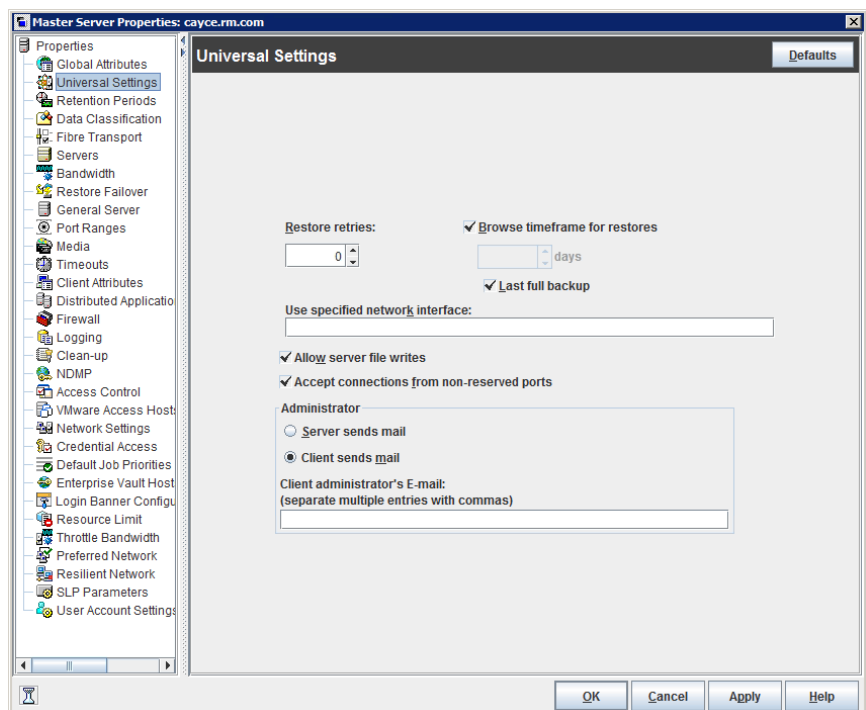 Master Server Properties: cayce.rm.com
Properties
Global Attributes
Universal Settings
Retention Periods
Data Classification
Fibre Transport
Servers
Bandwidth
Restore Failover
General Server
Port Ranges
Media
Timeouts
Client Attributes
Distributed Applicatio
Firewall
Logging
Clean-up
NDMP
Access Control
VMware Access Hosts
Network Settings
Credential Access
Default Job Priorities
Enterprise Vault Host
Login Banner Configu
Resource Limit
Throttle Bandwidth
Preferred Network
Resilient Network
SLP Parameters
User Account Settings
Universal Settings
Defaults
Restore retries:
Browse timeframe for restores
0
days
Last full backup
Use specified network interface:
Allow server file writes
Accept connections from non-reserved ports
Administrator
Server sends mail
Client sends mail
Client administrator's E-mail:
(separate multiple entries with commas)
OK
Cancel
Apply
Help